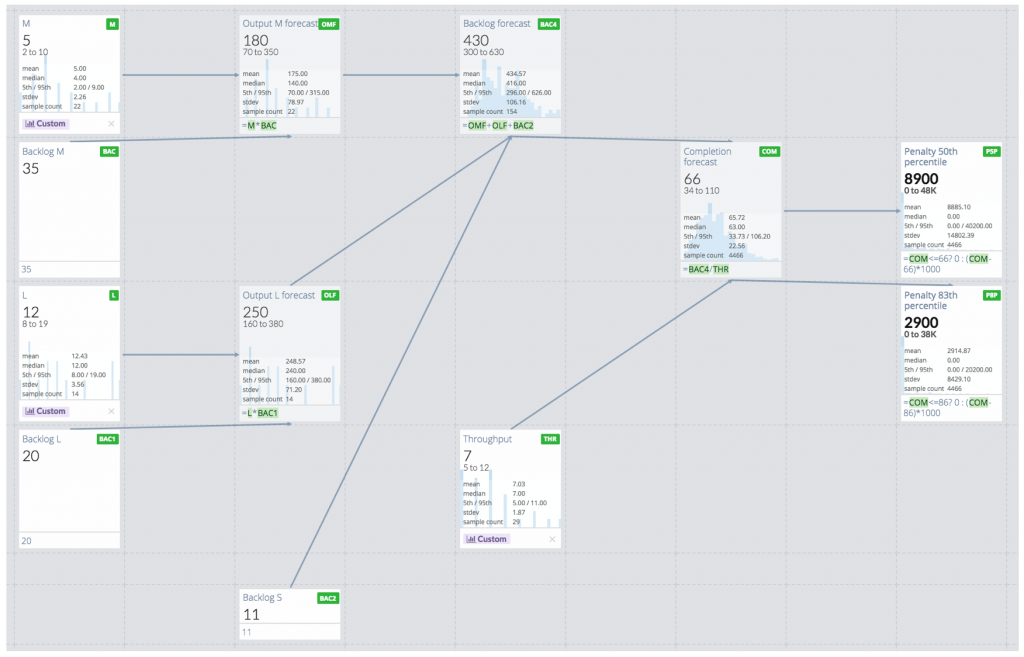 M M
5
2 to 10
mean 5.00
median 4.00
5th / 95th 2.00 / 9.00
stdev 2.26
sample count 22
Custom ×
Output M forecast OMF
180
70 to 350
mean 175.00
median 140.00
5th / 95th 70.00 / 315.00
stdev 78.97
sample count 22
=M*BAC
Backlog forecast BAC4
430
300 to 630
mean 434.57
median 416.00
5th / 95th 296.00 / 626.00
stdev 106.16
sample count 154
=OMF+OLF+BAC2
Backlog M BAC
35
35
Completion COM
forecast
66
34 to 110
mean 65.72
median 63.00
5th / 95th 33.73 / 106.20
stdev 22.56
sample count 4466
=BAC4/THR
Penalty 50th P5P
percentile
8900
0 to 48K
mean 8885.10
median 0.00
5th / 95th 0.00 / 40200.00
stdev 14802.39
sample count 4466
=COM<=66? 0 : (COM-
66)*1000
L L
12
8 to 19
mean 12.43
median 12.00
5th / 95th 8.00 / 19.00
stdev 3.56
sample count 14
Custom ×
Output L forecast OLF
250
160 to 380
mean 248.57
median 240.00
5th / 95th 160.00 / 380.00
stdev 71.20
sample count 14
=L*BAC1
Penalty 83th P8P
percentile
2900
0 to 38K
mean 2914.87
median 0.00
5th / 95th 0.00 / 20200.00
stdev 8429.10
sample count 4466
=COM<=86? 0 : (COM-
86)*1000
Backlog L BAC1
20
20
Throughput THR
7
5 to 12
mean 7.03
median 7.00
5th / 95th 5.00 / 11.00
stdev 1.87
sample count 29
Custom ×
Backlog S BAC2
11
11